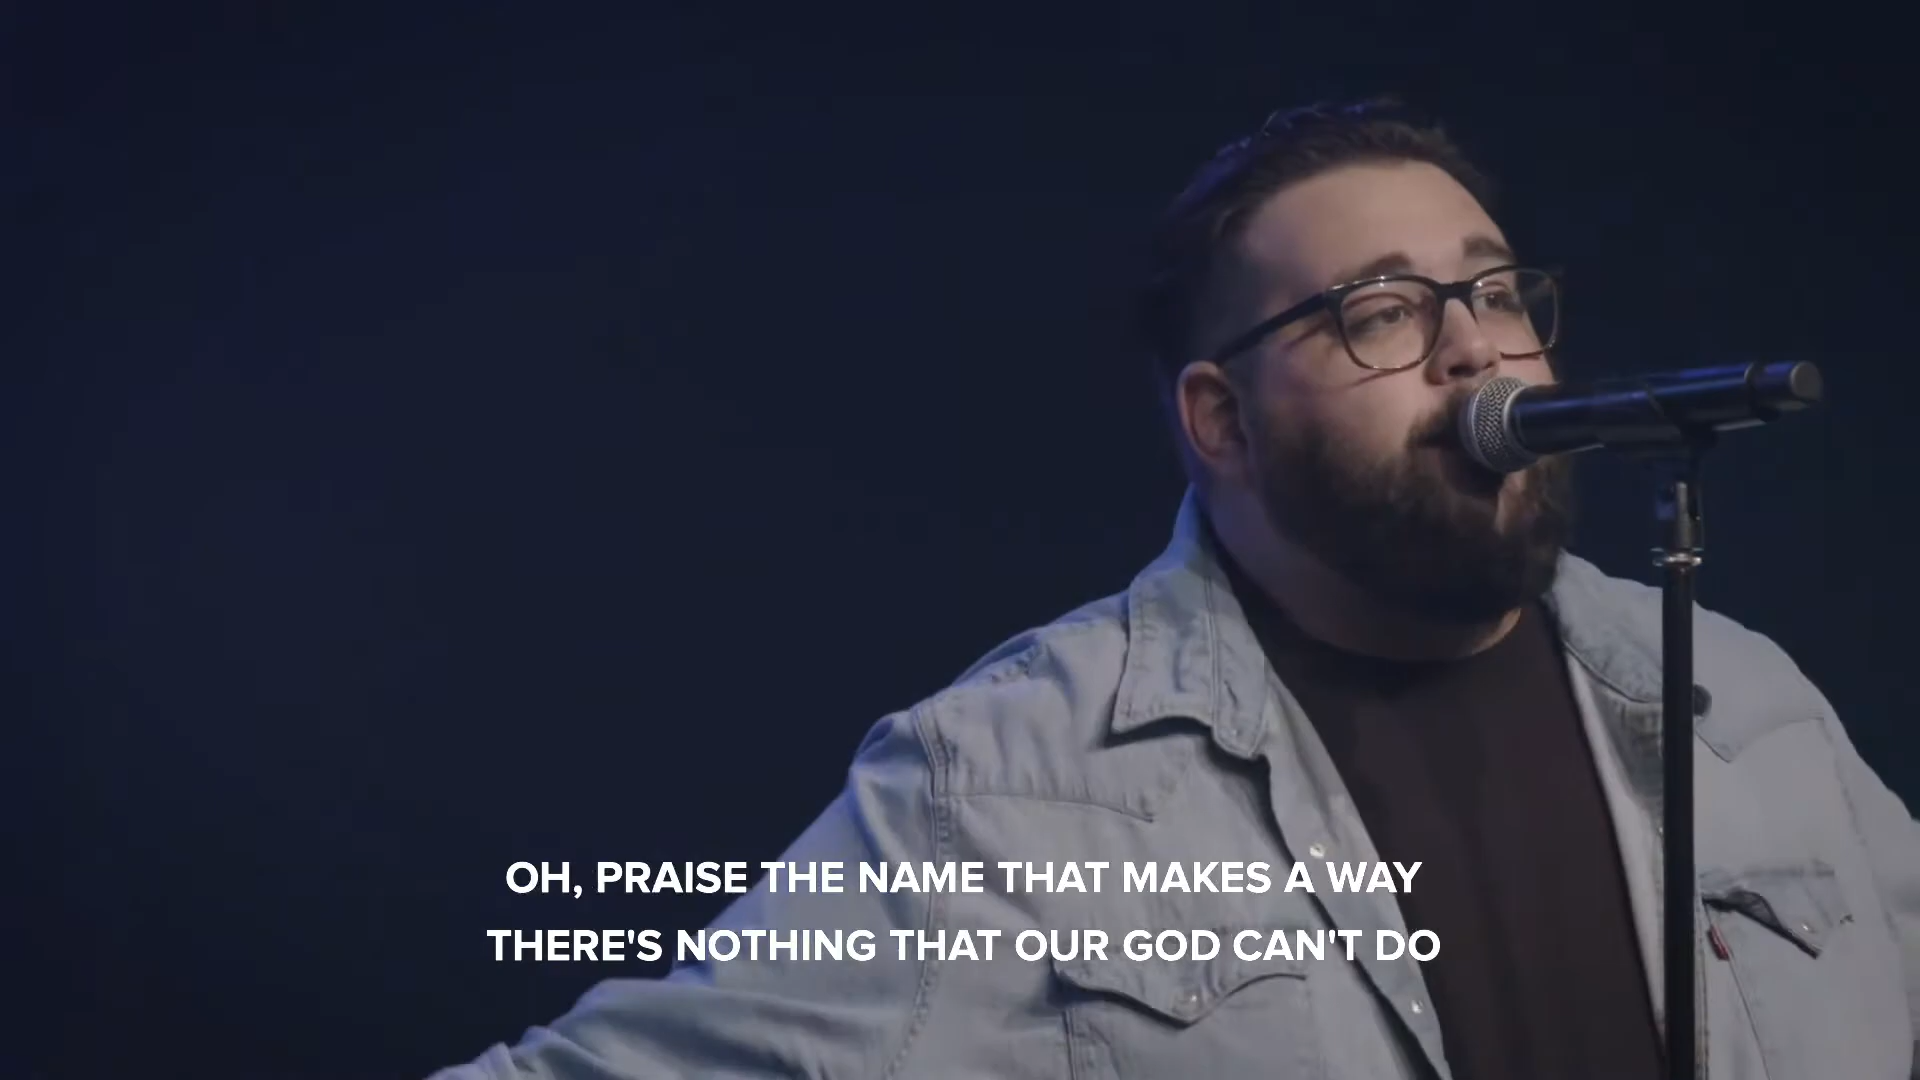 OH, PRAISE THE NAME THAT MAKES A WAY
THERE'S NOTHING THAT OUR GOD CAN'T DO